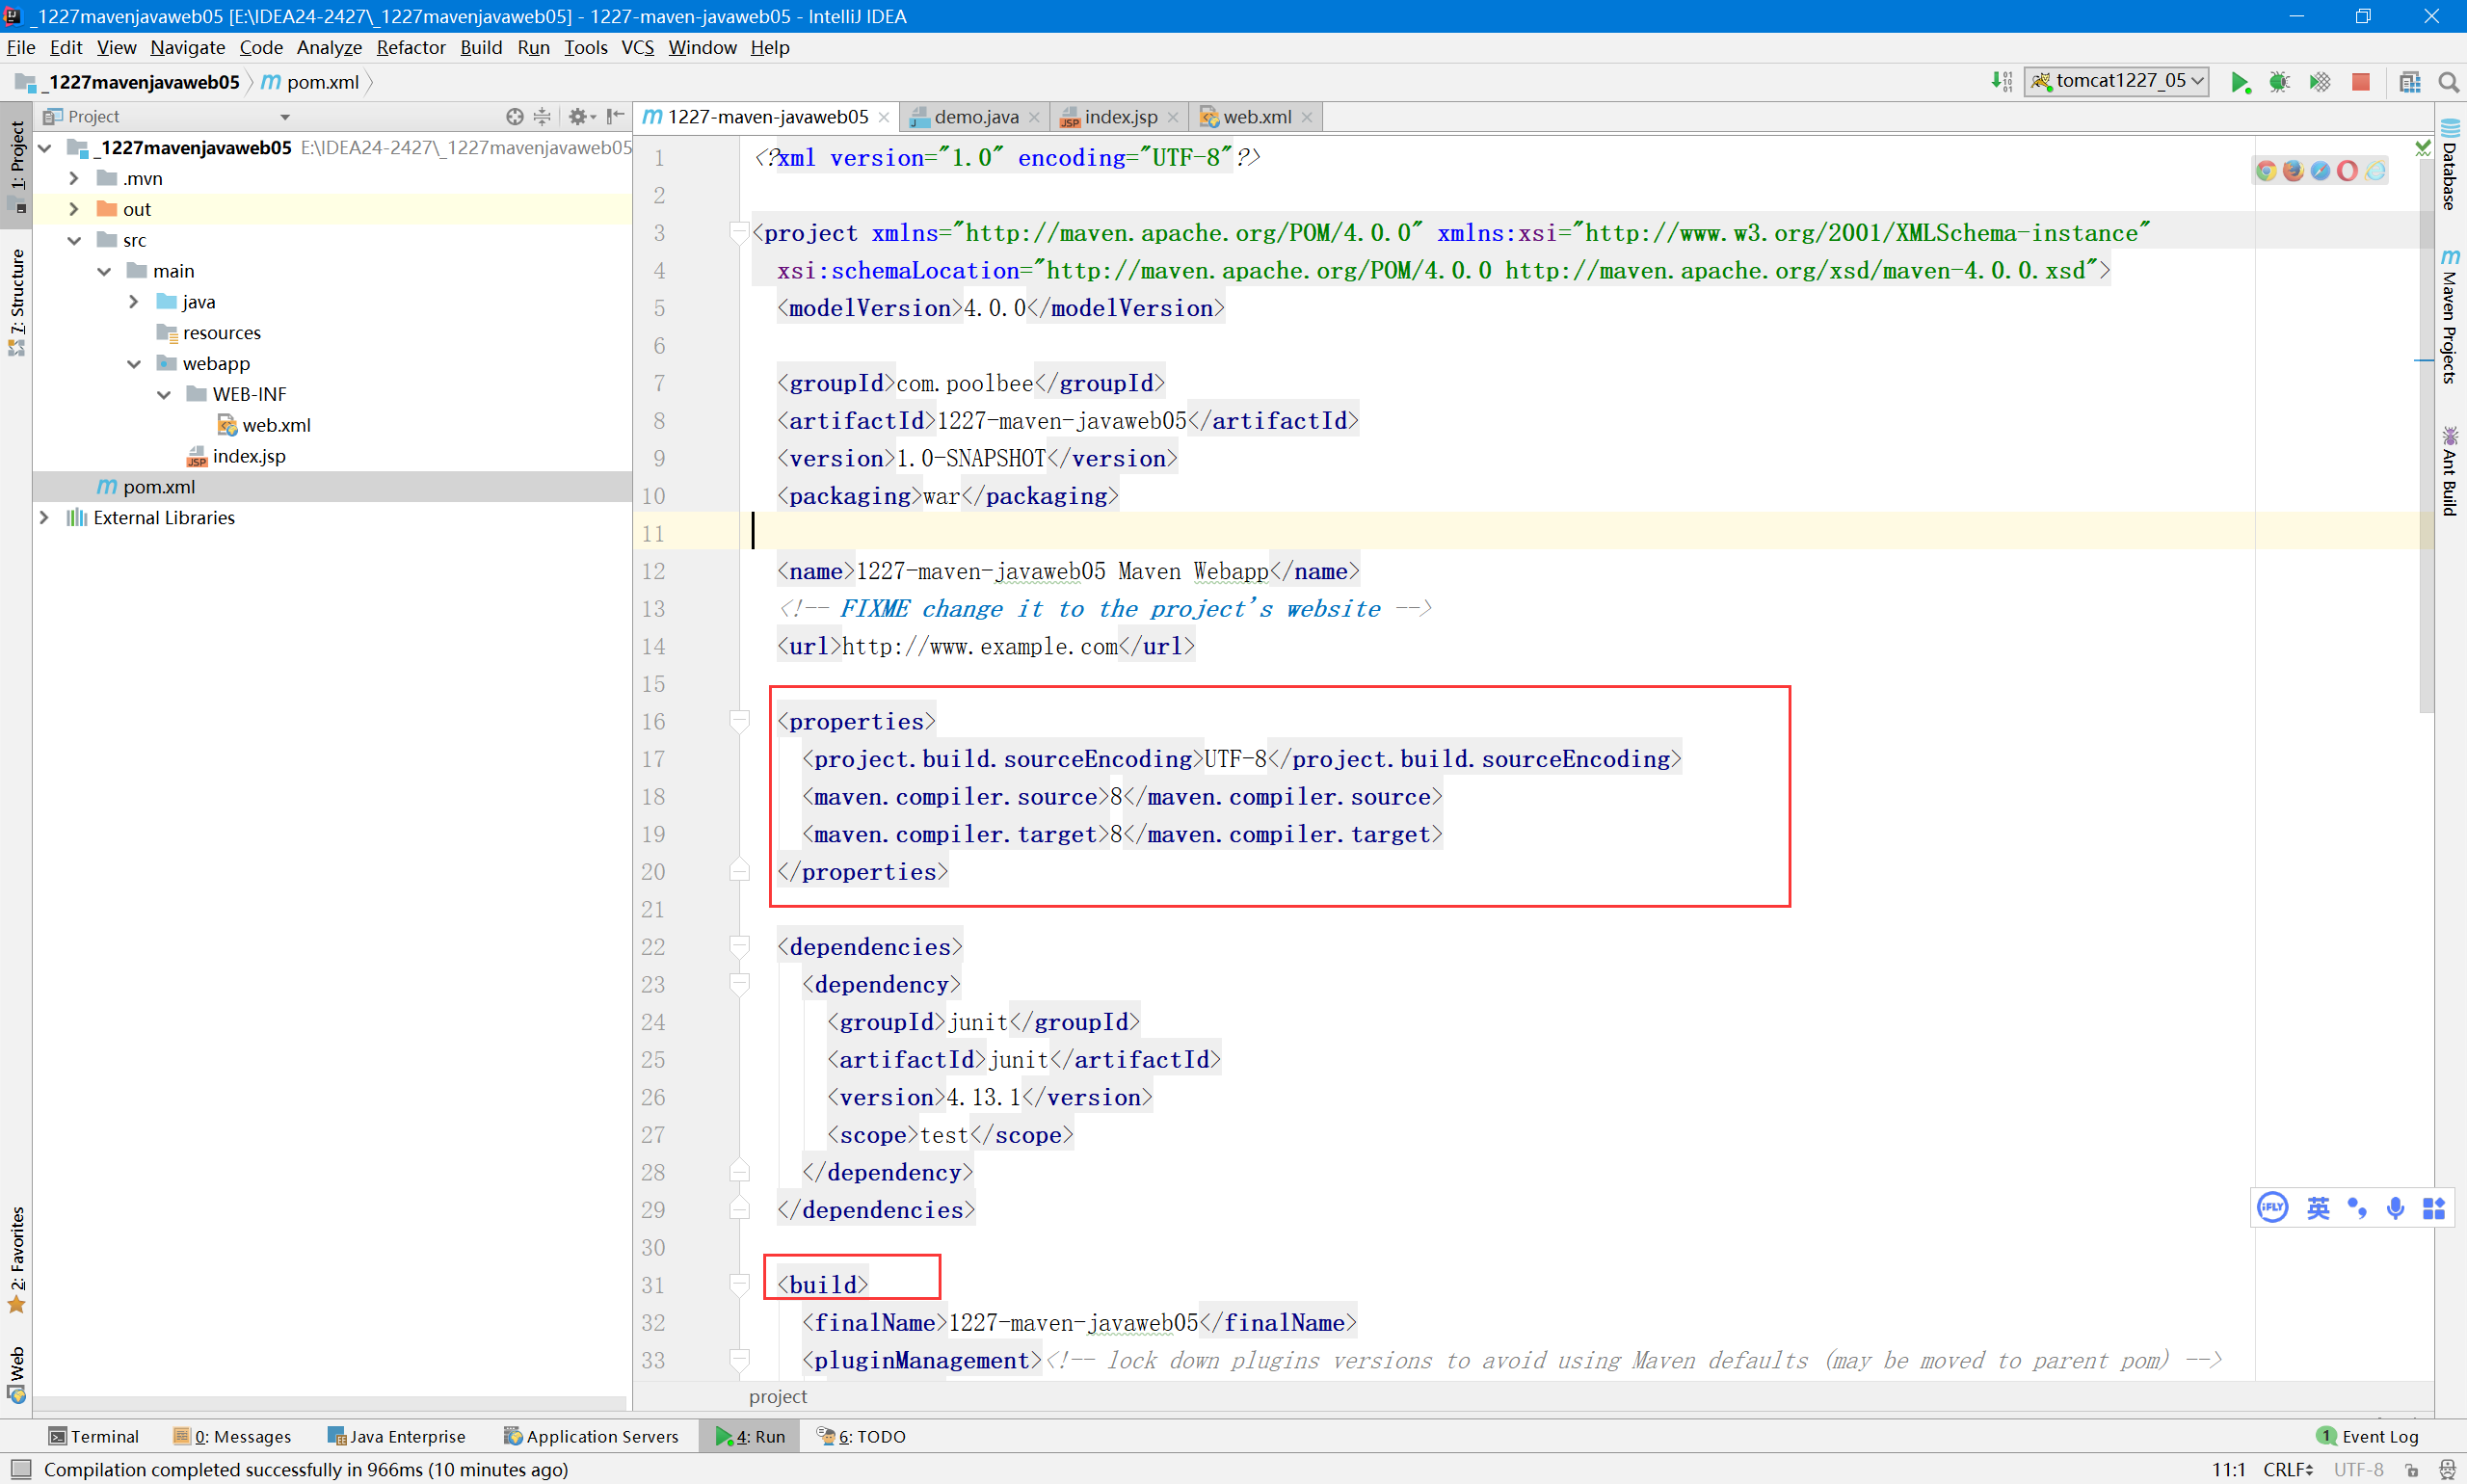 _1227mavenjavaweb05 [E:\IDEA24-2427\_1227mavenjavaweb05] - 1227-maven-javaweb05 - IntelliJ IDEA
File Edit View Navigate Code Analyze Refactor Build Run Tools VCS Window Help
_1227mavenjavaweb05 m pom.xml tomcat1227_05
Project
1227-maven-javaweb05 demo.java index.jsp web.xml
_1227mavenjavaweb05 E:\IDEA24-2427\_1227mavenjavaweb05
.mvn
out
src
main
java
resources
webapp
WEB-INF
web.xml
index.jsp
pom.xml
External Libraries
1: Project
7: Structure
2: Favorites
Web
1 <?xml version="1.0" encoding="UTF-8"?>
2
3 <project xmlns="http://maven.apache.org/POM/4.0.0" xmlns:xsi="http://www.w3.org/2001/XMLSchema-instance"
4 xsi:schemaLocation="http://maven.apache.org/POM/4.0.0 http://maven.apache.org/xsd/maven-4.0.0.xsd">
5 <modelVersion>4.0.0</modelVersion>
6
7 <groupId>com.poolbee</groupId>
8 <artifactId>1227-maven-javaweb05</artifactId>
9 <version>1.0-SNAPSHOT</version>
10 <packaging>war</packaging>
11
12 <name>1227-maven-javaweb05 Maven Webapp</name>
13 <!-- FIXME change it to the project's website -->
14 <url>http://www.example.com</url>
15
16 <properties>
17 <project.build.sourceEncoding>UTF-8</project.build.sourceEncoding>
18 <maven.compiler.source>8</maven.compiler.source>
19 <maven.compiler.target>8</maven.compiler.target>
20 </properties>
21
22 <dependencies>
23 <dependency>
24 <groupId>junit</groupId>
25 <artifactId>junit</artifactId>
26 <version>4.13.1</version>
27 <scope>test</scope>
28 </dependency>
29 </dependencies>
30
31 <build>
32 <finalName>1227-maven-javaweb05</finalName>
33 <pluginManagement><!-- lock down plugins versions to avoid using Maven defaults (may be moved to parent pom) -->
project
Database
Maven Projects
Ant Build
iFLY 英
Terminal 0: Messages Java Enterprise Application Servers 4: Run 6: TODO 1 Event Log
Compilation completed successfully in 966ms (10 minutes ago) 11:1 CRLF UTF-8